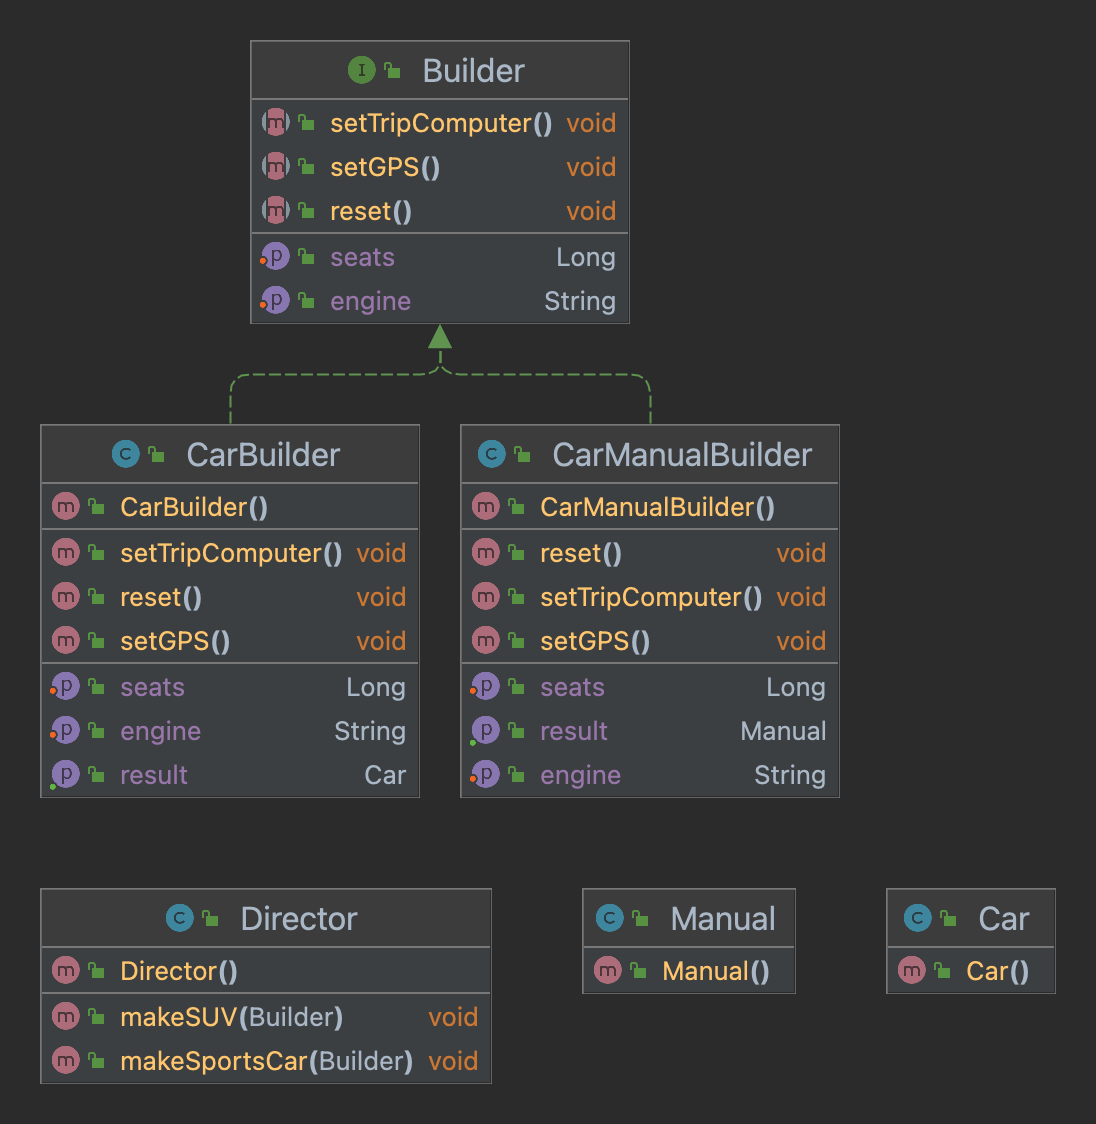 I Builder
m setTripComputer() void
m setGPS() void
m reset() void
p seats Long
p engine String
C CarBuilder
m CarBuilder()
m setTripComputer() void
m reset() void
m setGPS() void
p seats Long
p engine String
p result Car
C CarManualBuilder
m CarManualBuilder()
m reset() void
m setTripComputer() void
m setGPS() void
p seats Long
p result Manual
p engine String
C Director
m Director()
m makeSUV(Builder) void
m makeSportsCar(Builder) void
C Manual
m Manual()
C Car
m Car()